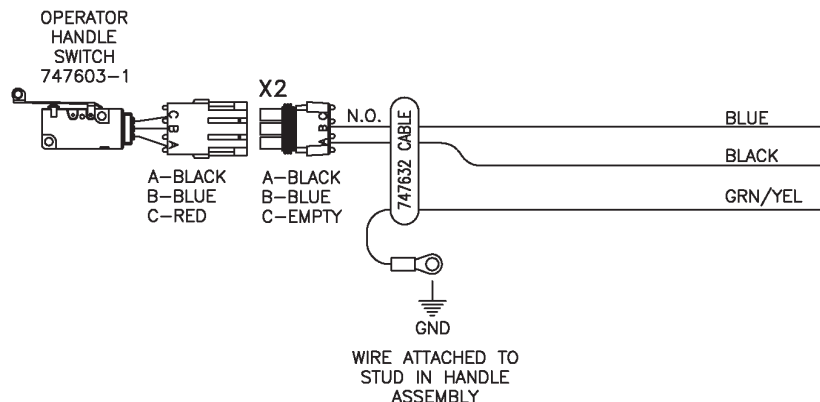 OPERATOR
HANDLE
SWITCH
747603-1
C
B
A
X2
N.O.
C
B
A
747632 CABLE
BLUE
BLACK
GRN/YEL
A-BLACK
B-BLUE
C-RED
A-BLACK
B-BLUE
C-EMPTY
GND
WIRE ATTACHED TO
STUD IN HANDLE
ASSEMBLY